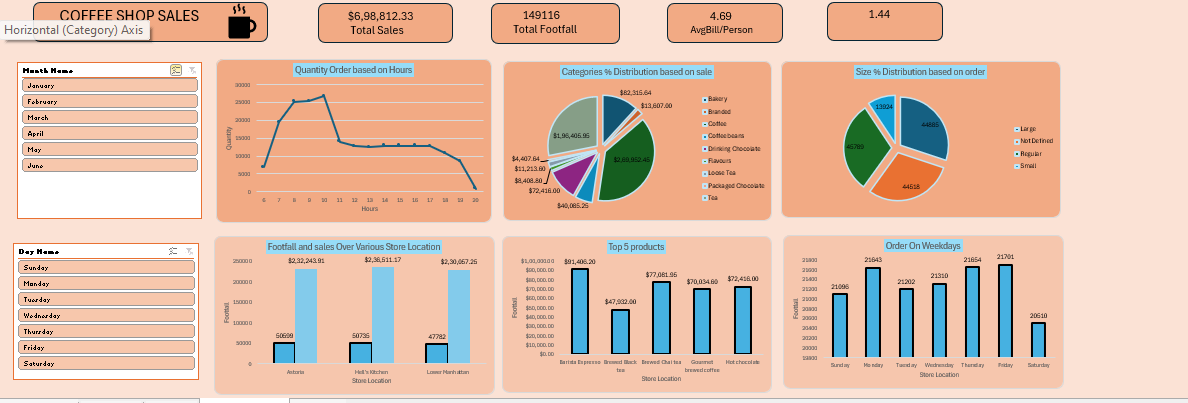 COFFEE SHOP SALES
Horizontal (Category) Axis
$6,98,812.33
Total Sales
149116
Total Footfall
4.69
AvgBill/Person
1.44
Month Name
January
February
March
April
May
June
Quantity Order based on Hours
30000
25000
20000
15000
10000
5000
0
Quantity
6 7 8 9 10 11 12 13 14 15 16 17 18 19 20
Hours
Categories % Distribution based on sale
$82,315.64
$13,607.00
$2,69,952.45
$40,085.25
$72,416.00
$8,408.80
$11,213.60
$4,407.64
$1,96,405.95
Bakery
Branded
Coffee
Coffee beans
Drinking Chocolate
Flavours
Loose Tea
Packaged Chocolate
Tea
Size % Distribution based on order
13924
44885
44518
45789
Large
Not Defined
Regular
Small
Day Name
Sunday
Monday
Tuesday
Wednesday
Thursday
Friday
Saturday
Footfall and sales Over Various Store Location
250000
200000
150000
100000
50000
0
Footfall
50599
$2,32,243.91
50735
$2,36,511.17
47782
$2,30,057.25
Astoria
Hell's Kitchen
Lower Manhattan
Store Location
Top 5 products
$1,00,000.00
$90,000.00
$80,000.00
$70,000.00
$60,000.00
$50,000.00
$40,000.00
$30,000.00
$20,000.00
$10,000.00
$0.00
Footfall
$91,406.20
$47,932.00
$77,081.95
$70,034.60
$72,416.00
Barista Espresso
Brewed Black tea
Brewed Chai tea
Gourmet brewed coffee
Hot chocolate
Store Location
Order On Weekdays
21800
21600
21400
21200
21000
20800
20600
20400
20200
20000
19800
Footfall
21096
21643
21202
21310
21654
21701
20510
Sunday
Monday
Tuesday
Wednesday
Thursday
Friday
Saturday
Store Location